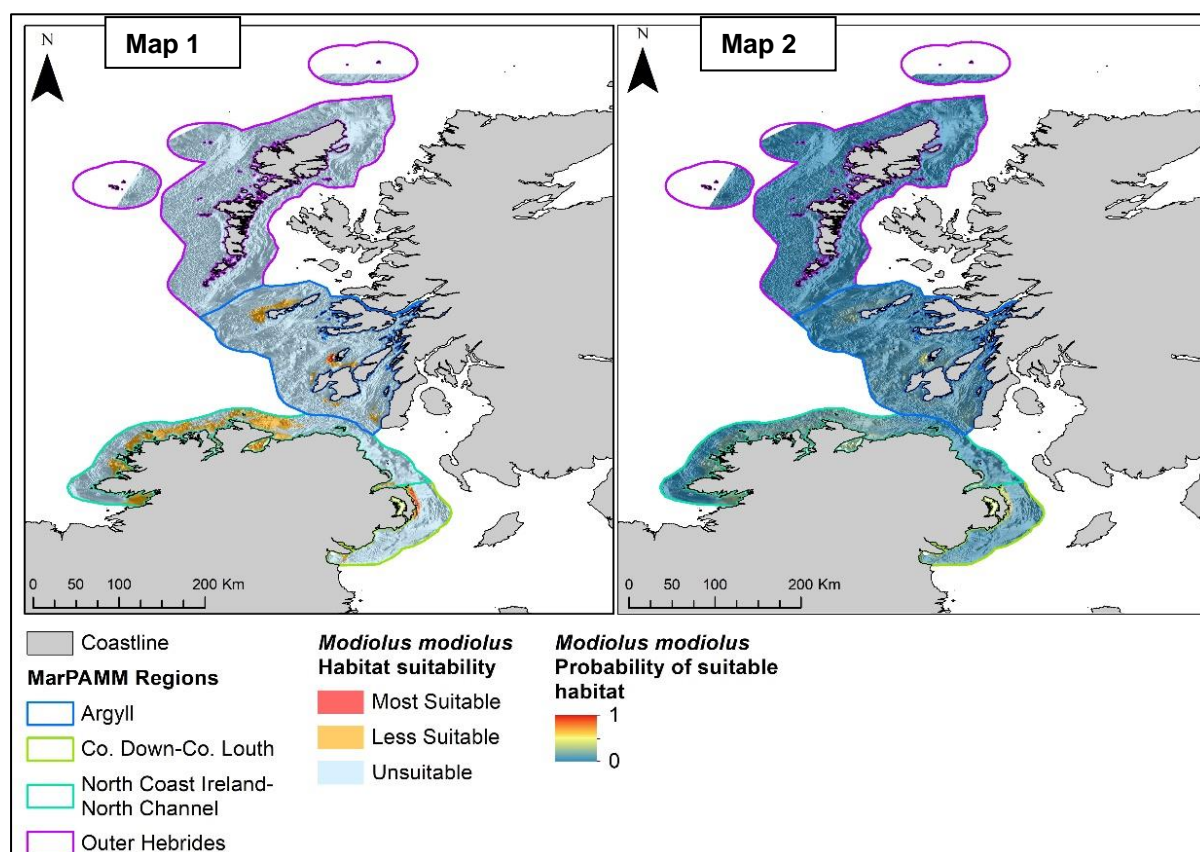 Map 1
N
0 50 100 200 Km
Map 2
N
0 50 100 200 Km
Coastline
MarPAMM Regions
Argyll
Co. Down-Co. Louth
North Coast Ireland-
North Channel
Outer Hebrides
Modiolus modiolus
Habitat suitability
Most Suitable
Less Suitable
Unsuitable
Modiolus modiolus
Probability of suitable
habitat
1
0